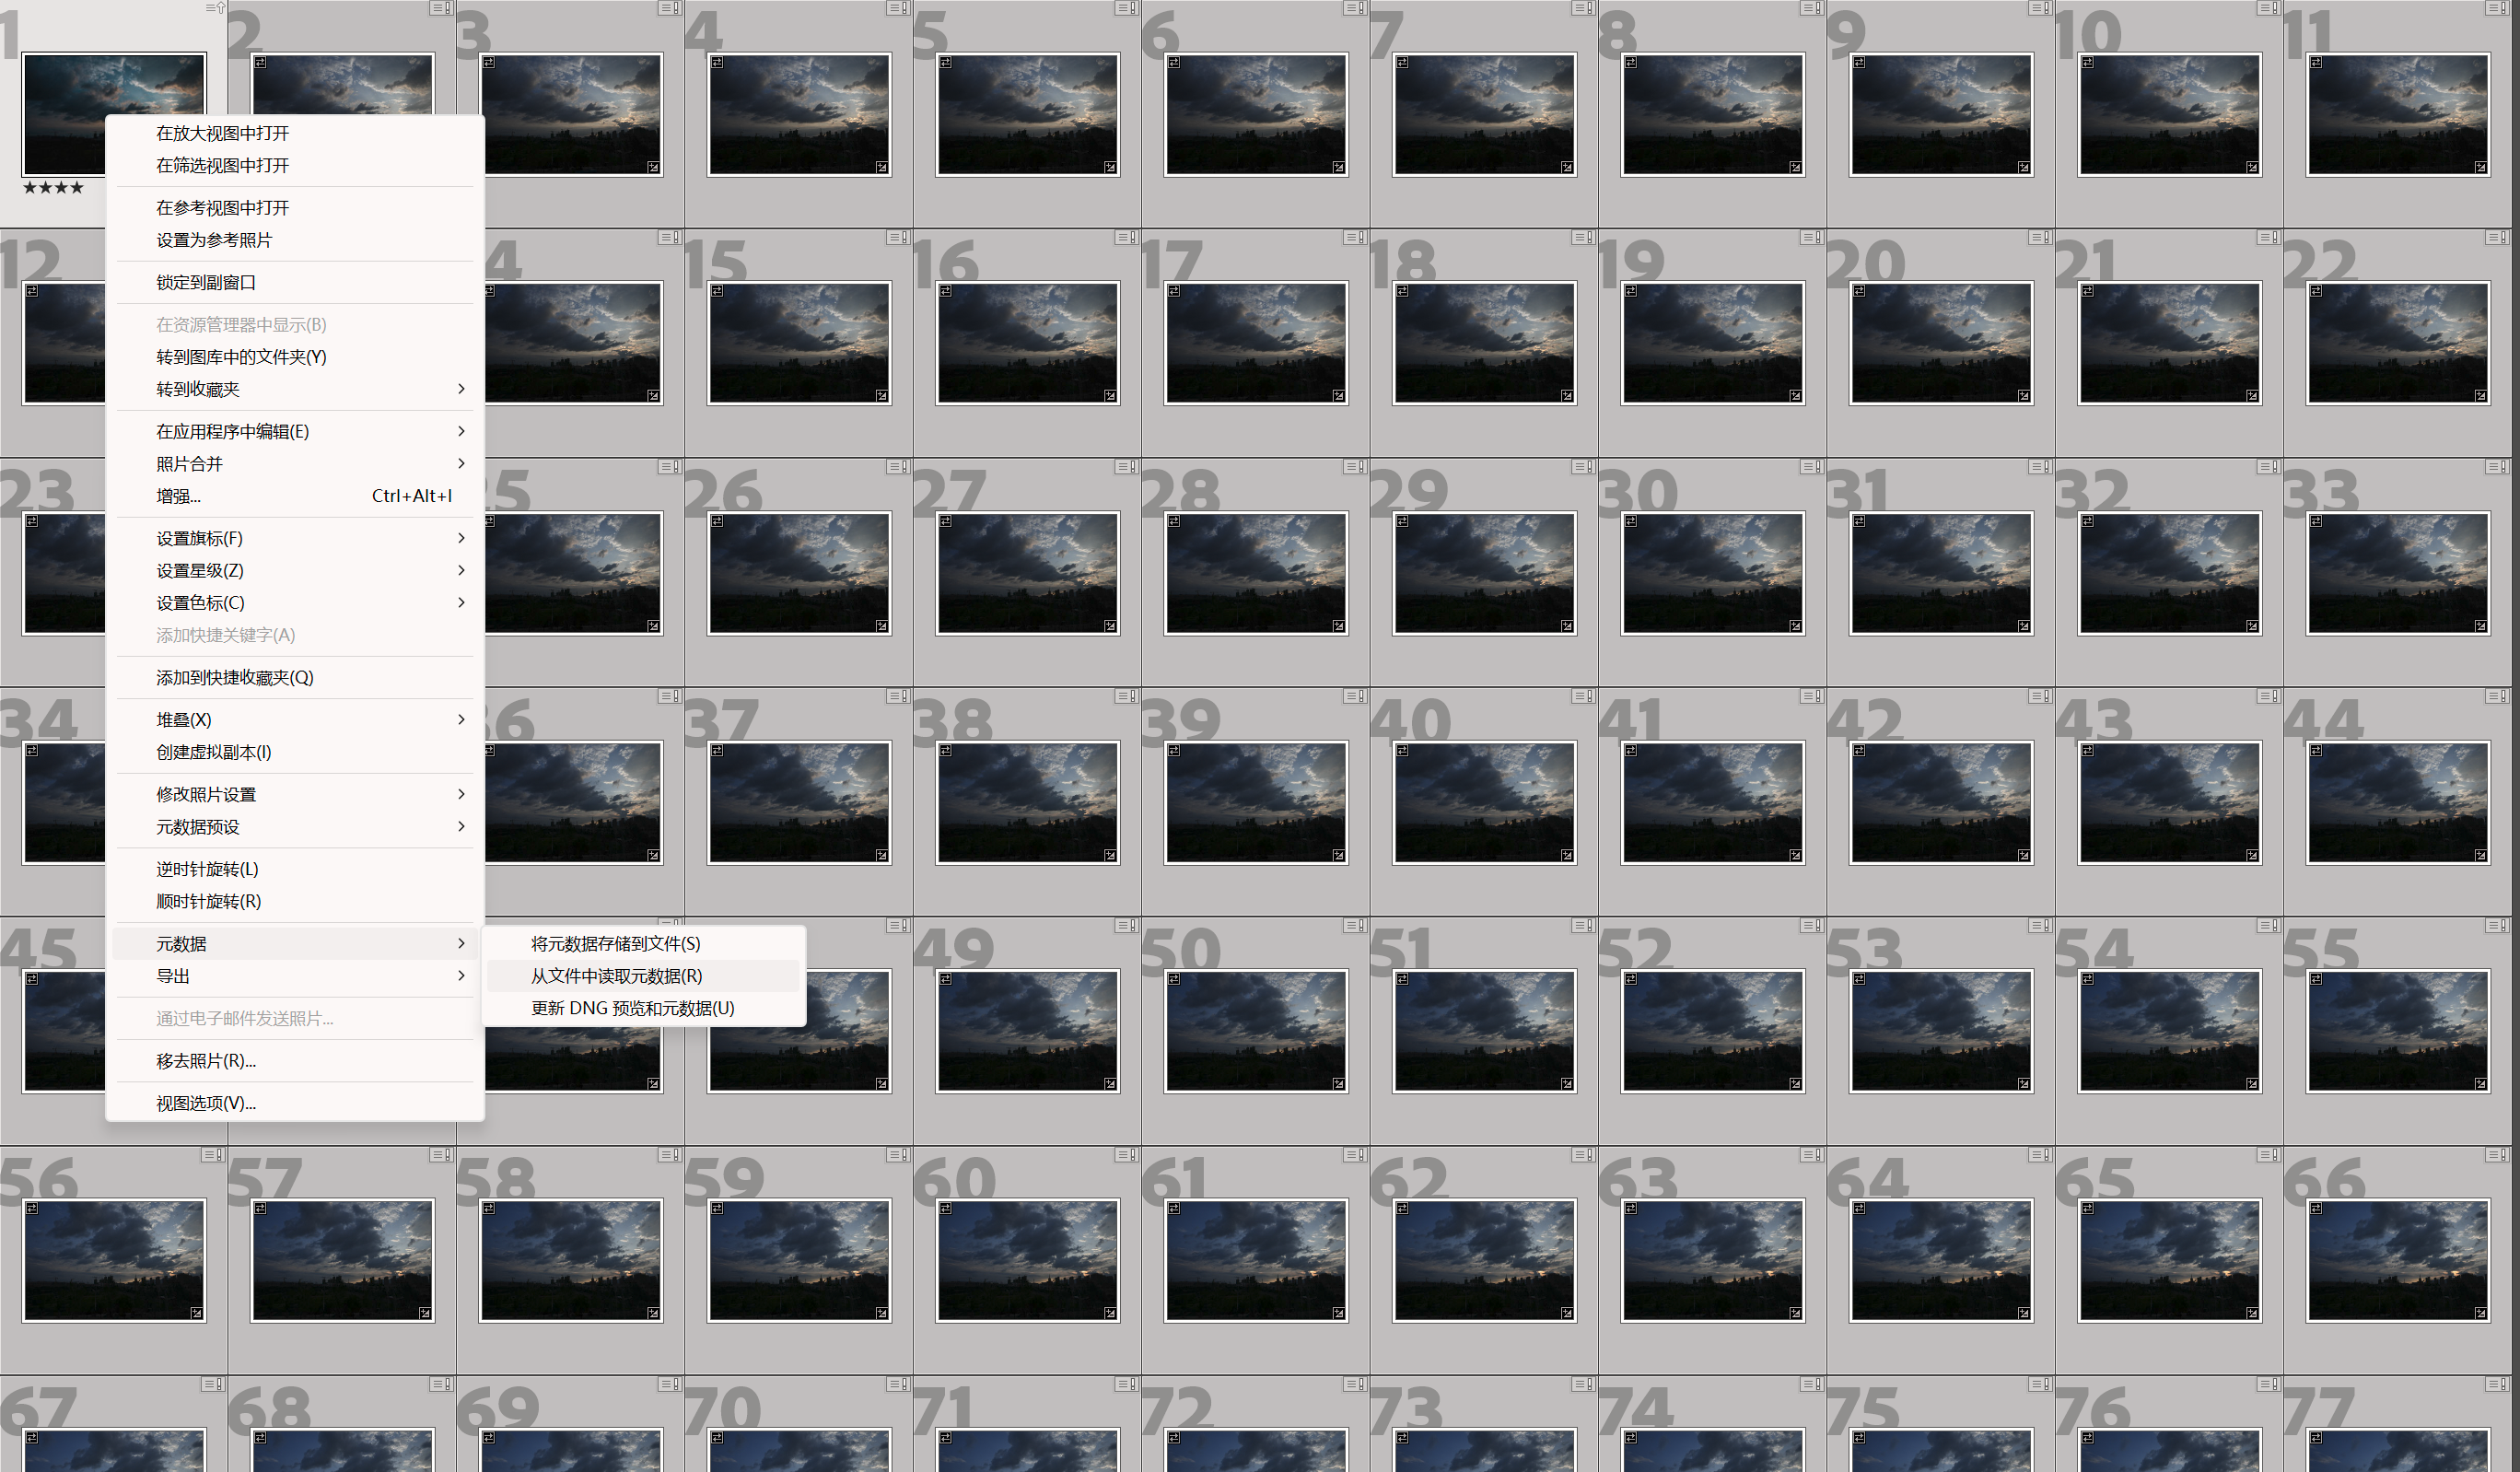 1 2 3 4 5 6 7 8 9 10 11
★★★★
12 4 15 16 17 18 19 20 21 22
23 25 26 27 28 29 30 31 32 33
34 36 37 38 39 40 41 42 43 44
45 49 50 51 52 53 54 55
56 57 58 59 60 61 62 63 64 65 66
67 68 69 70 71 72 73 74 75 76 77
在放大视图中打开
在筛选视图中打开
在参考视图中打开
设置为参考照片
锁定到副窗口
在资源管理器中显示(B)
转到图库中的文件夹(Y)
转到收藏夹
在应用程序中编辑(E)
照片合并
增强... Ctrl+Alt+I
设置旗标(F)
设置星级(Z)
设置色标(C)
添加快捷关键字(A)
添加到快捷收藏夹(Q)
堆叠(X)
创建虚拟副本(I)
修改照片设置
元数据预设
逆时针旋转(L)
顺时针旋转(R)
元数据
导出
通过电子邮件发送照片...
移去照片(R)...
视图选项(V)...
将元数据存储到文件(S)
从文件中读取元数据(R)
更新 DNG 预览和元数据(U)